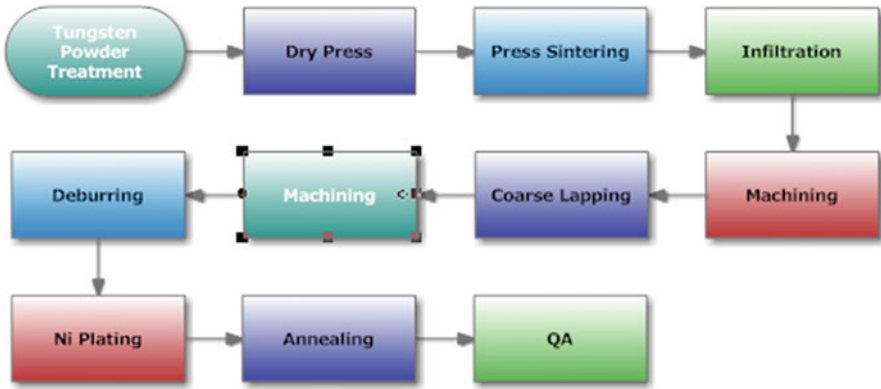 Tungsten
Powder
Treatment
Dry Press
Press Sintering
Infiltration
Machining
Coarse Lapping
Machining
Deburring
Ni Plating
Annealing
QA